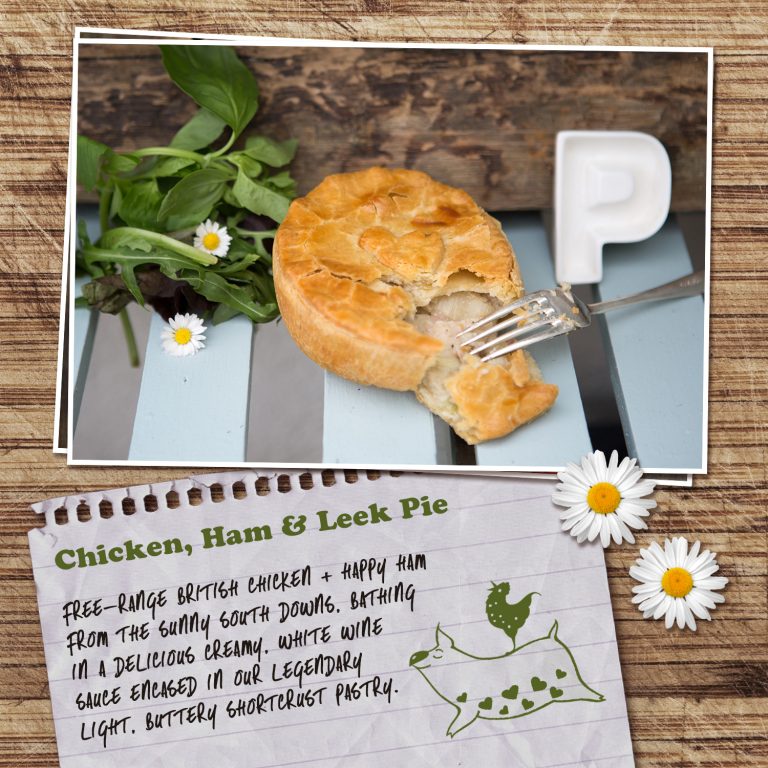 P
Chicken, Ham & Leek Pie
FREE-RANGE BRITISH CHICKEN + HAPPY HAM
FROM THE SUNNY SOUTH DOWNS. BATHING
IN A DELICIOUS CREAMY, WHITE WINE
SAUCE ENCASED IN OUR LEGENDARY
LIGHT, BUTTERY SHORTCRUST PASTRY.